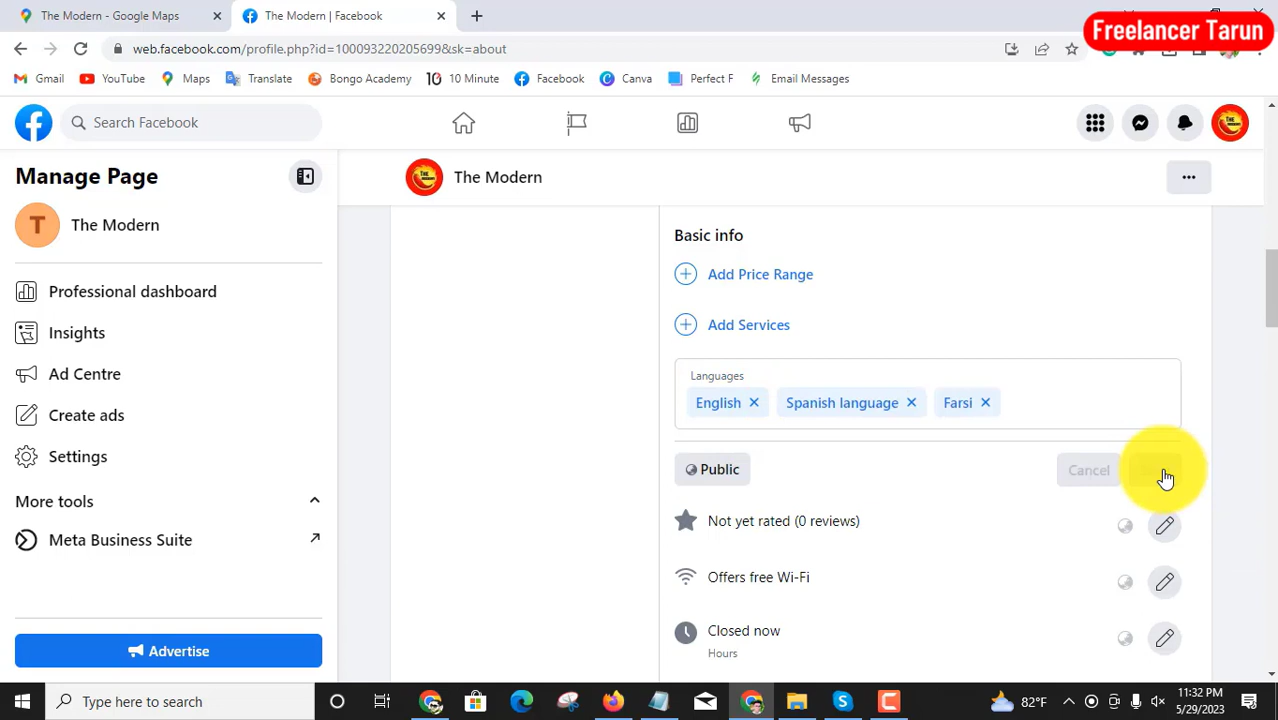 The Modern - Google Maps
The Modern | Facebook
Freelancer Tarun
web.facebook.com/profile.php?id=100093220205699&sk=about
Gmail
YouTube
Maps
Translate
Bongo Academy
10 Minute
Facebook
Canva
Perfect F
Email Messages
Search Facebook
Manage Page
The Modern
T
The Modern
Professional dashboard
Insights
Ad Centre
Create ads
Settings
More tools
Meta Business Suite
Advertise
Basic info
Add Price Range
Add Services
Languages
English
Spanish language
Farsi
Public
Cancel
Not yet rated (0 reviews)
Offers free Wi-Fi
Closed now
Hours
Type here to search
82°F
11:32 PM
5/29/2023